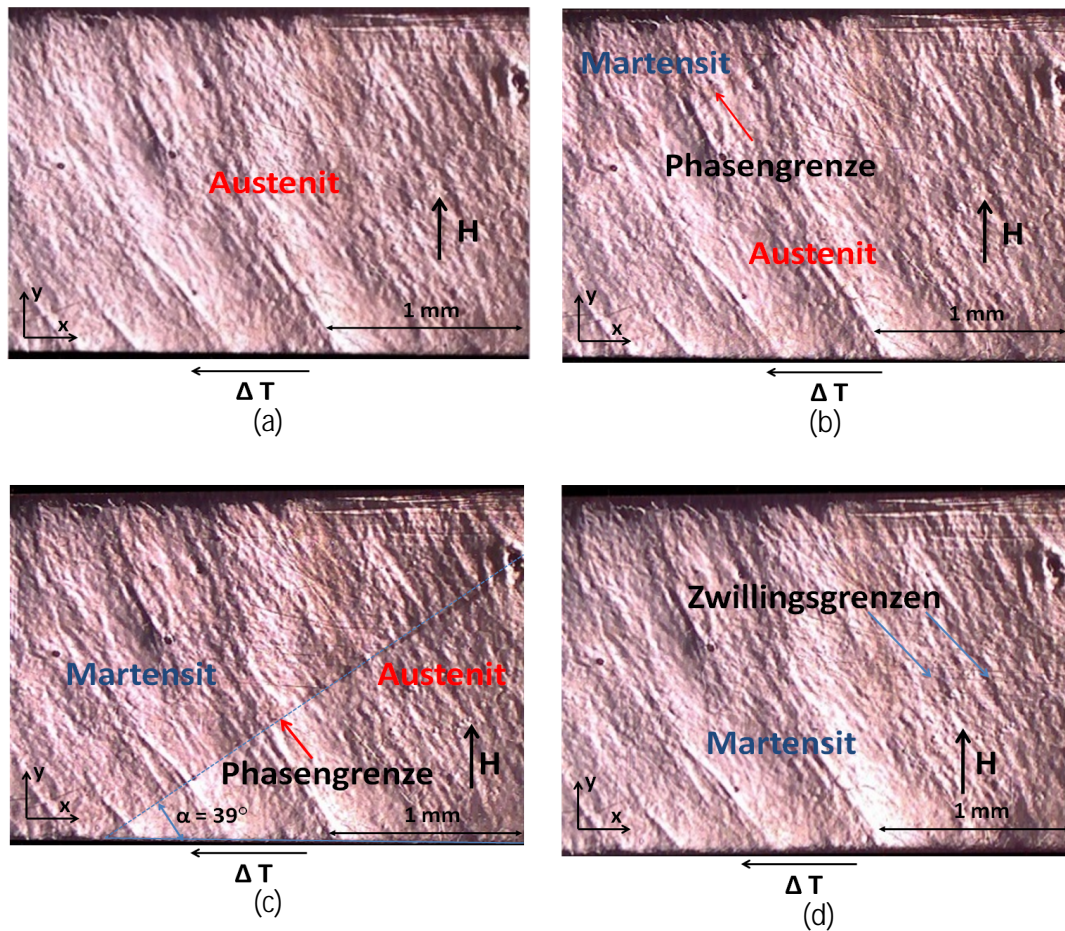 Austenit
H
y
x
1 mm
Δ T
(a)
Martensit
Phasengrenze
H
Austenit
y
x
1 mm
Δ T
(b)
Martensit
Austenit
H
Phasengrenze
y
x
α = 39°
1 mm
Δ T
(c)
Zwillingsgrenzen
Martensit
H
y
x
1 mm
Δ T
(d)